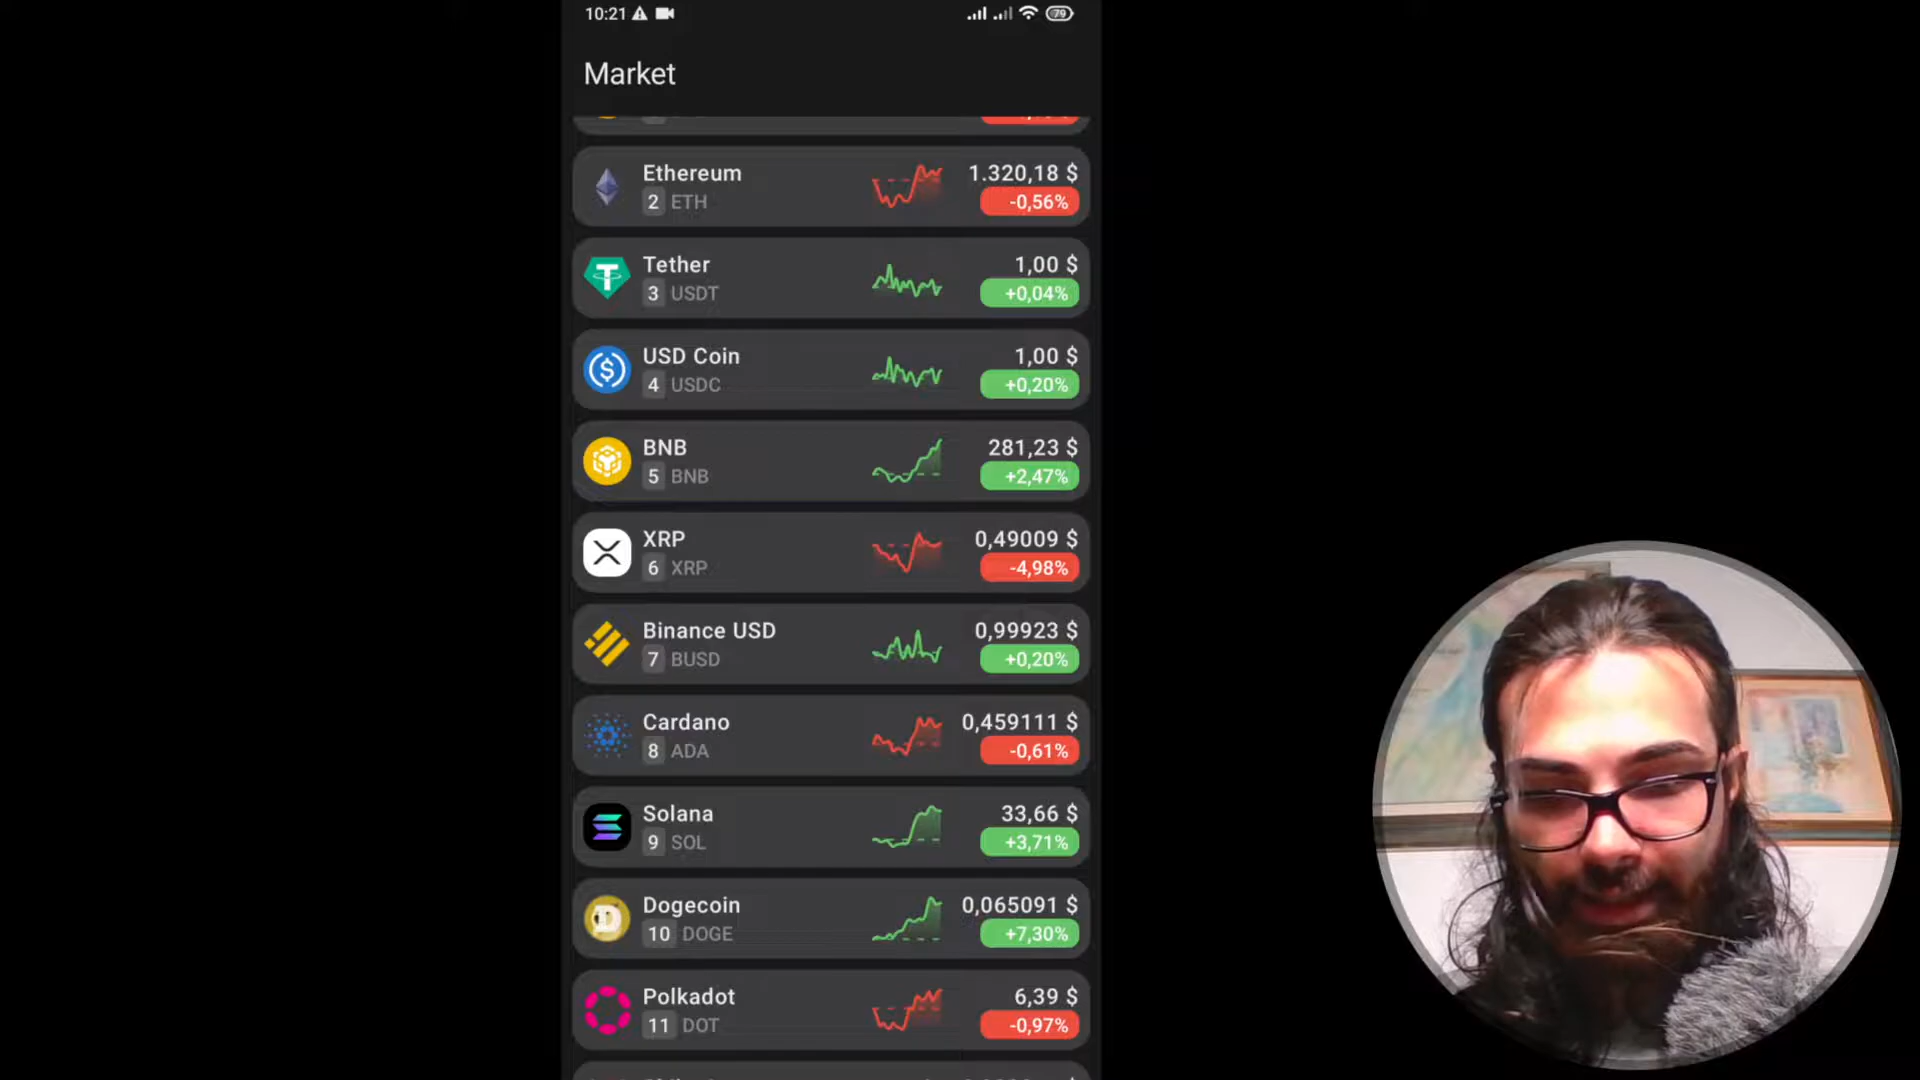 10:21
79
Market
Ethereum
1.320,18 $
2 ETH
-0,56%
Tether
1,00 $
3 USDT
+0,04%
USD Coin
1,00 $
4 USDC
+0,20%
BNB
281,23 $
5 BNB
+2,47%
XRP
0,49009 $
6 XRP
-4,98%
Binance USD
0,99923 $
7 BUSD
+0,20%
Cardano
0,459111 $
8 ADA
-0,61%
Solana
33,66 $
9 SOL
+3,71%
Dogecoin
0,065091 $
10 DOGE
+7,30%
Polkadot
6,39 $
11 DOT
-0,97%